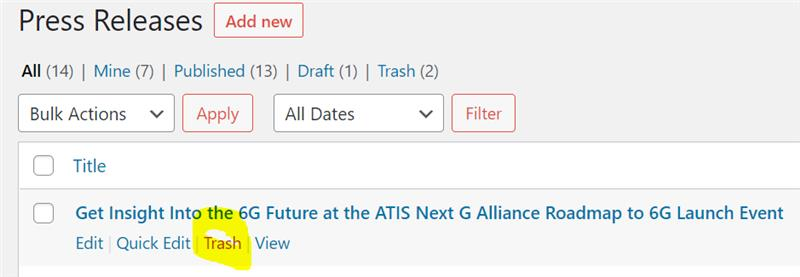 Press Releases Add new
All (14) | Mine (7) | Published (13) | Draft (1) | Trash (2)
Bulk Actions Apply All Dates Filter
Title
Get Insight Into the 6G Future at the ATIS Next G Alliance Roadmap to 6G Launch Event
Edit | Quick Edit | Trash | View